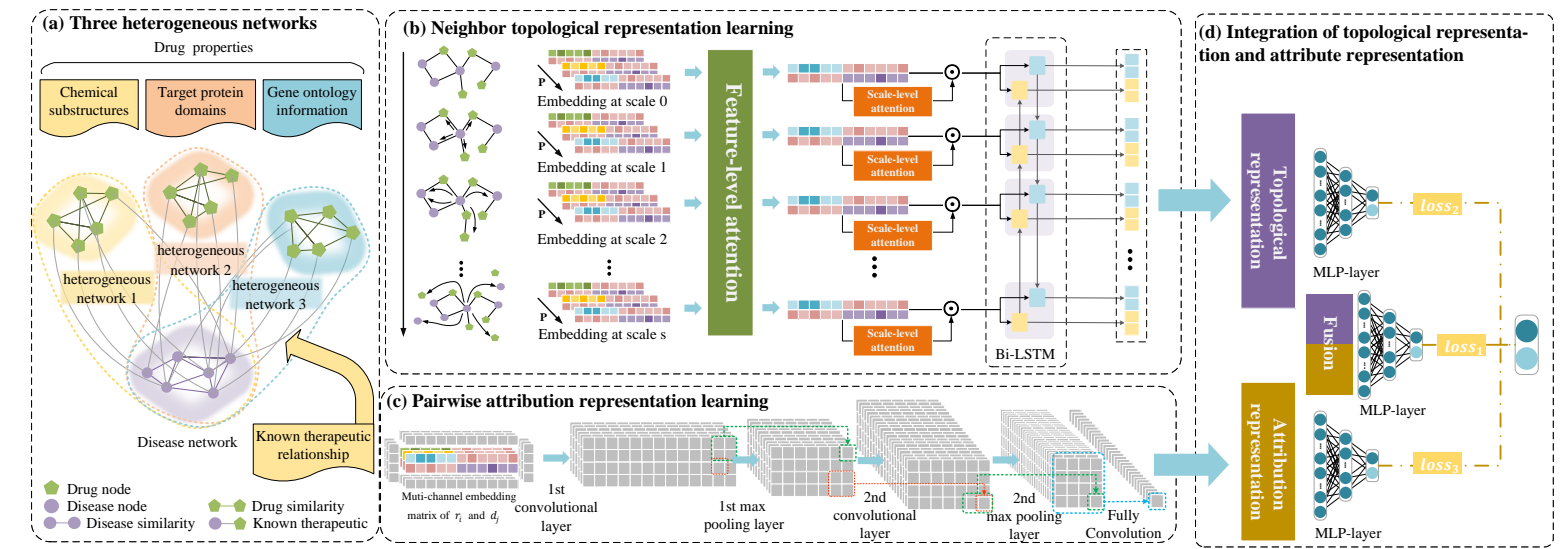 (a) Three heterogeneous networks
Drug properties
Chemical
substructures
Target protein
domains
Gene ontology
information
heterogeneous
network 1
heterogeneous
network 2
heterogeneous
network 3
Disease network
Known therapeutic
relationship
Drug node
Disease node
Disease similarity
Drug similarity
Known therapeutic
(b) Neighbor topological representation learning
P
Embedding at scale 0
P
Embedding at scale 1
P
Embedding at scale 2
P
Embedding at scale s
Feature-level attention
Scale-level
attention
Scale-level
attention
Scale-level
attention
Scale-level
attention
Bi-LSTM
(c) Pairwise attribution representation learning
Muti-channel embedding
matrix of r_i and d_j
1st
convolutional
layer
1st max
pooling layer
2nd
convolutional
layer
2nd
max pooling
layer
Fully
Convolution
(d) Integration of topological representa-
tion and attribute representation
Topological
representation
MLP-layer
loss_2
Fusion
MLP-layer
loss_1
Attribution
representation
MLP-layer
loss_3